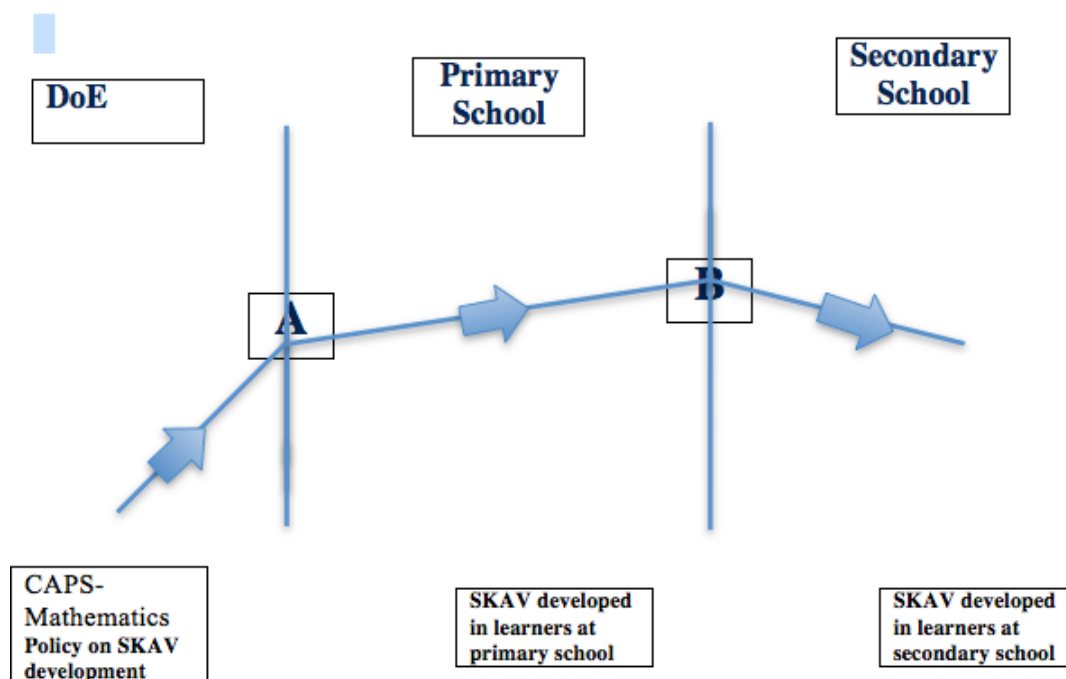 DoE
Primary
School
Secondary
School
A
B
CAPS-
Mathematics
Policy on SKAV
development
SKAV developed
in learners at
primary school
SKAV developed
in learners at
secondary school